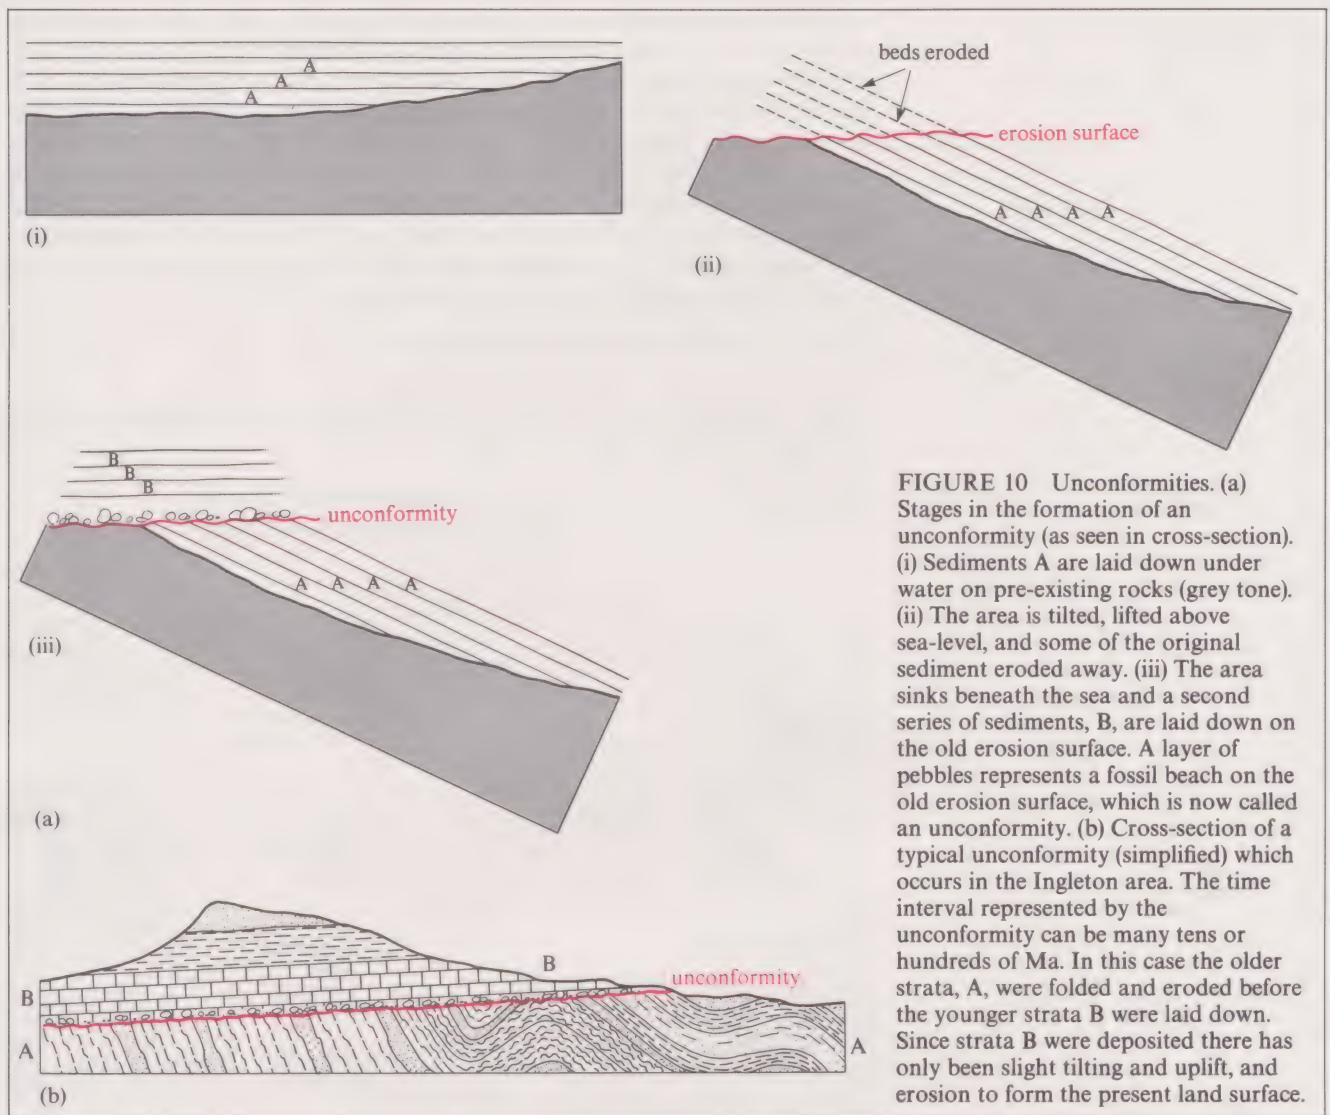 A
A
A
(i)
beds eroded
erosion surface
A A A A
(ii)
B
B
B
unconformity
A A A A
(iii)
(a)
FIGURE 10 Unconformities. (a)
Stages in the formation of an
unconformity (as seen in cross-section).
(i) Sediments A are laid down under
water on pre-existing rocks (grey tone).
(ii) The area is tilted, lifted above
sea-level, and some of the original
sediment eroded away. (iii) The area
sinks beneath the sea and a second
series of sediments, B, are laid down on
the old erosion surface. A layer of
pebbles represents a fossil beach on the
old erosion surface, which is now called
an unconformity. (b) Cross-section of a
typical unconformity (simplified) which
occurs in the Ingleton area. The time
interval represented by the
unconformity can be many tens or
hundreds of Ma. In this case the older
strata, A, were folded and eroded before
the younger strata B were laid down.
Since strata B were deposited there has
only been slight tilting and uplift, and
erosion to form the present land surface.
B
unconformity
B
A
A
(b)